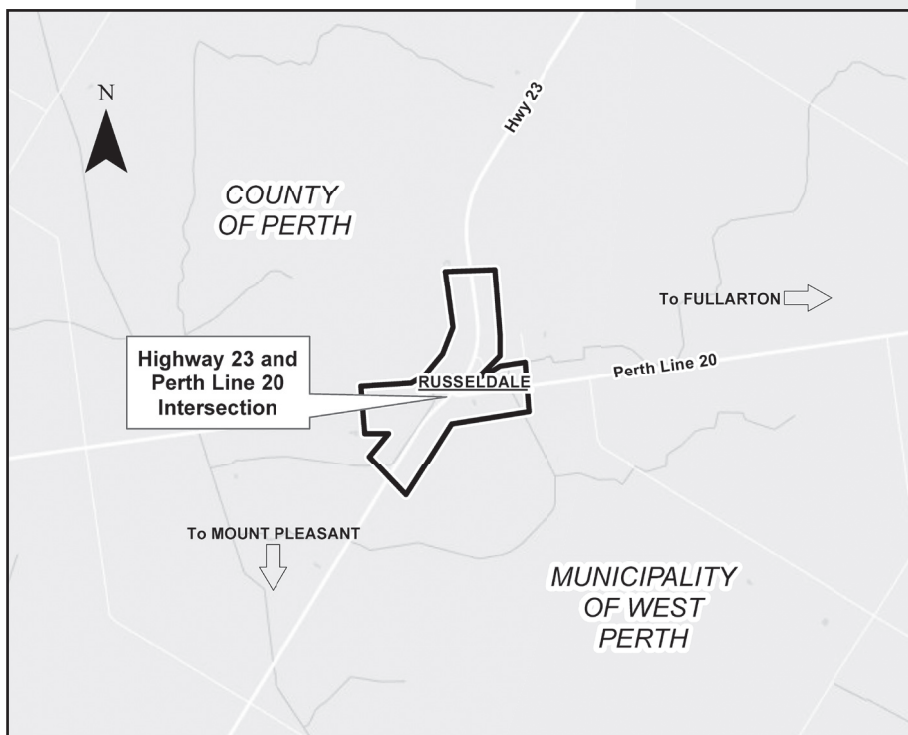 N
Hwy 23
COUNTY
OF PERTH
To FULLARTON
Highway 23 and
Perth Line 20
Intersection
RUSSELDALE
Perth Line 20
To MOUNT PLEASANT
MUNICIPALITY
OF WEST
PERTH